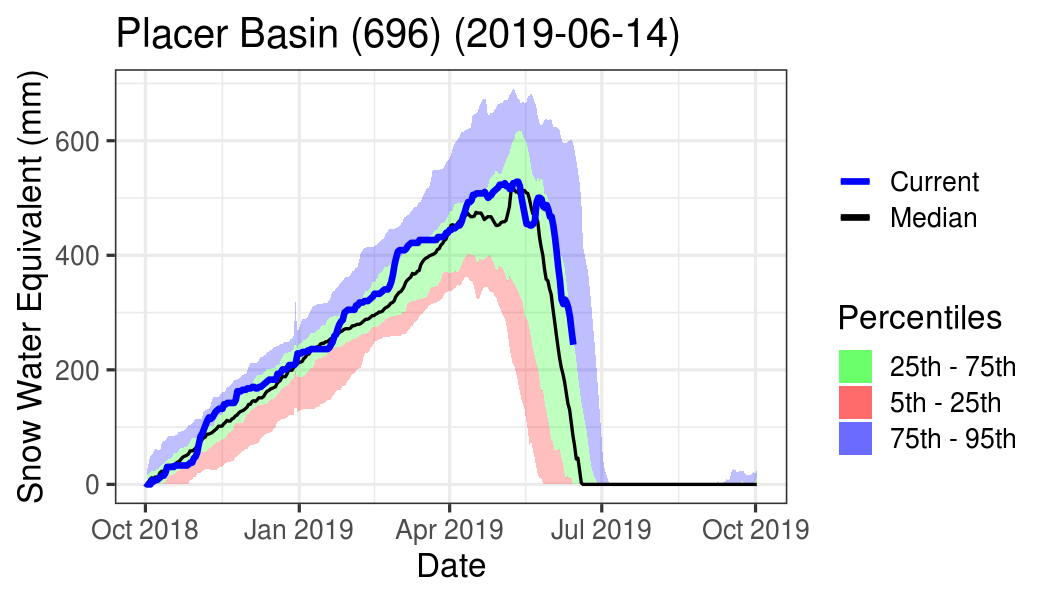 Placer Basin (696) (2019-06-14)
Snow Water Equivalent (mm)
600
400
200
0
Oct 2018
Jan 2019
Apr 2019
Jul 2019
Oct 2019
Date
Current
Median
Percentiles
25th - 75th
5th - 25th
75th - 95th